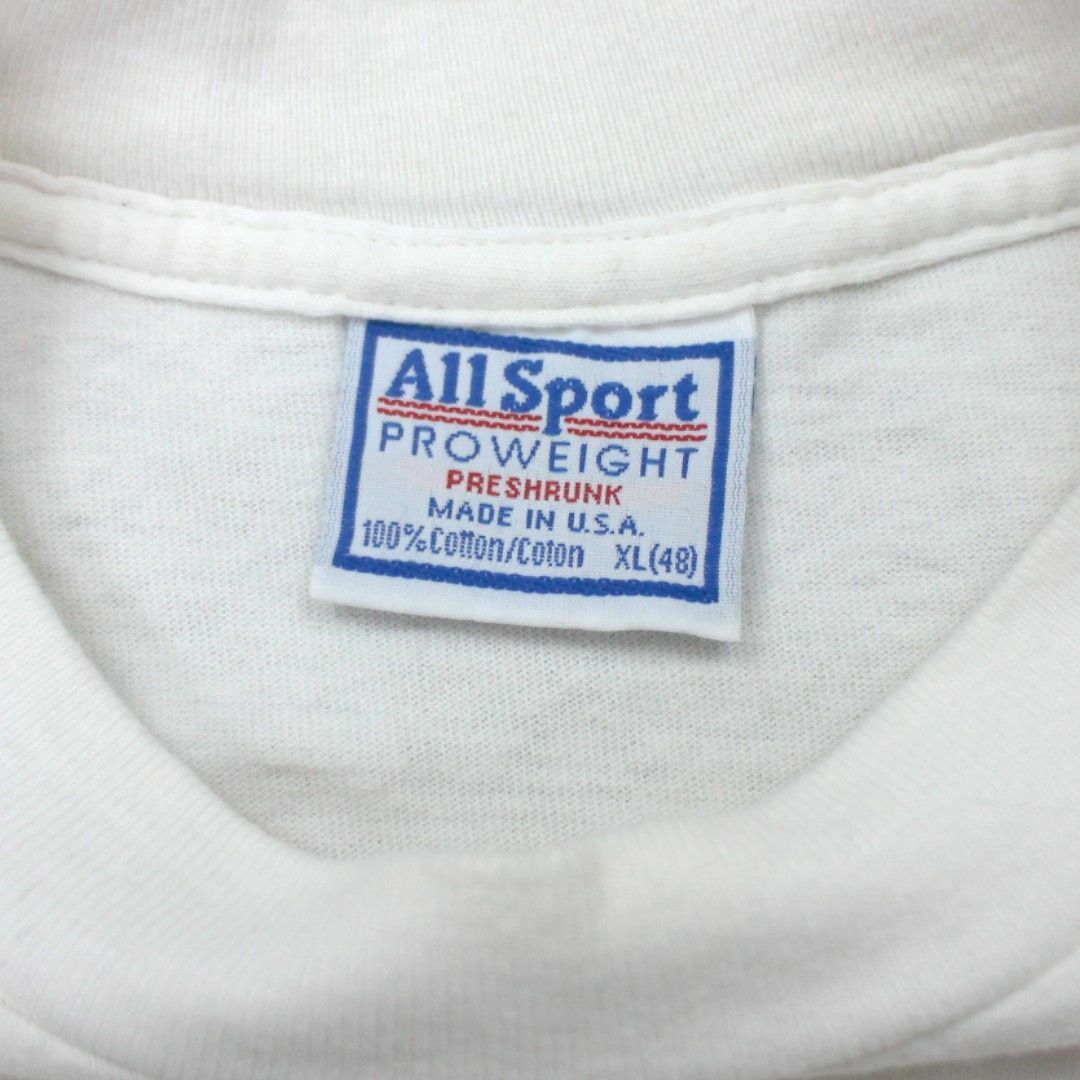 All Sport
PROWEIGHT
PRESHRUNK
MADE IN U.S.A.
100% Cotton/Coton XL(48)